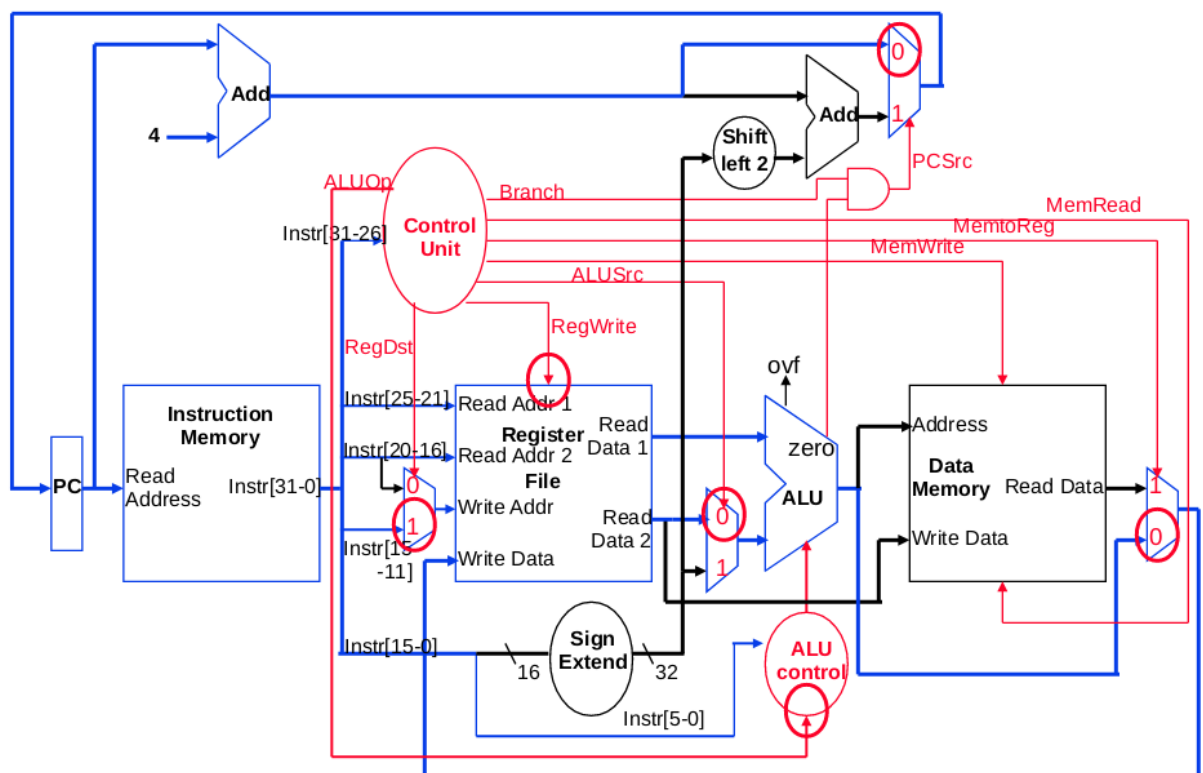 0
Add
4
Add
1
Shift
left 2
PCSrc
ALUOp
Branch
MemRead
Control
Unit
Instr[31-26]
MemtoReg
MemWrite
ALUSrc
RegWrite
RegDst
ovf
Instruction
Memory
Instr[25-21]
Read Addr 1
Register
File
Read
Data 1
Address
Instr[20-16]
Read Addr 2
zero
ALU
Data
Memory
PC
Read
Address
Instr[31-0]
0
Write Addr
Read
Data 2
0
Read Data
1
1
Write Data
0
Instr[15
-11]
Write Data
1
Instr[15-0]
16
Sign
Extend
32
ALU
control
Instr[5-0]